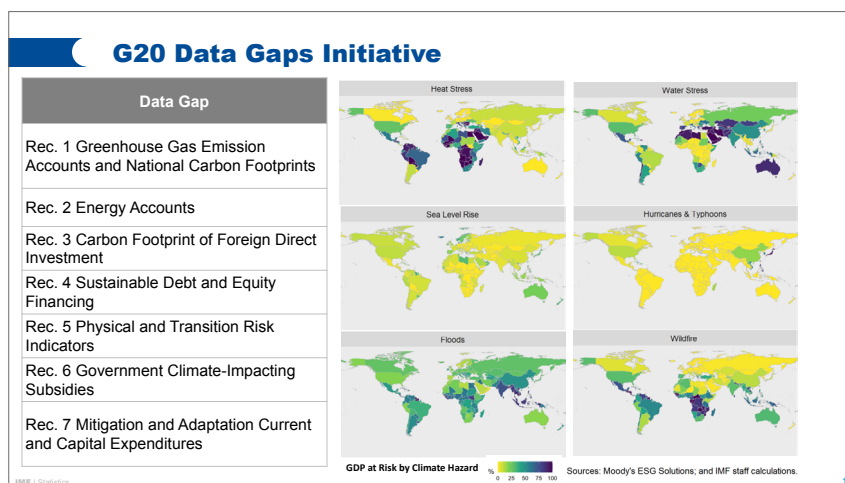 G20 Data Gaps Initiative
Data Gap
Rec. 1 Greenhouse Gas Emission
Accounts and National Carbon Footprints
Rec. 2 Energy Accounts
Rec. 3 Carbon Footprint of Foreign Direct
Investment
Rec. 4 Sustainable Debt and Equity
Financing
Rec. 5 Physical and Transition Risk
Indicators
Rec. 6 Government Climate-Impacting
Subsidies
Rec. 7 Mitigation and Adaptation Current
and Capital Expenditures
Heat Stress
Water Stress
Sea Level Rise
Hurricanes & Typhoons
Floods
Wildfire
GDP at Risk by Climate Hazard
%
0 25 50 75 100
Sources: Moody's ESG Solutions; and IMF staff calculations.
IMF | Statistics